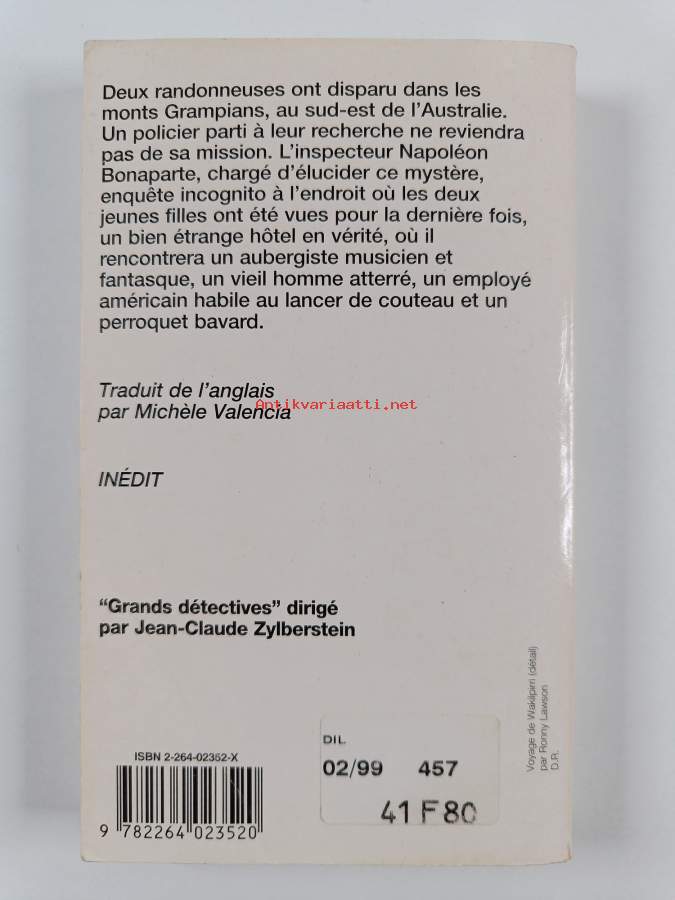 Deux randonneuses ont disparu dans les
monts Grampians, au sud-est de l'Australie.
Un policier parti à leur recherche ne reviendra
pas de sa mission. L'inspecteur Napoléon
Bonaparte, chargé d'élucider ce mystère,
enquête incognito à l'endroit où les deux
jeunes filles ont été vues pour la dernière fois,
un bien étrange hôtel en vérité, où il
rencontrera un aubergiste musicien et
fantasque, un vieil homme atterré, un employé
américain habile au lancer de couteau et un
perroquet bavard.
Traduit de l'anglais
Antikvariaatti.net
par Michèle Valencia
INÉDIT
“Grands détectives” dirigé
par Jean-Claude Zylberstein
Voyage de Wakilpirri (détail)
par Ronny Lawson
D.R.
ISBN 2-264-02352-X
9 782264 023520
DIL.
02/99 457
41 F 80